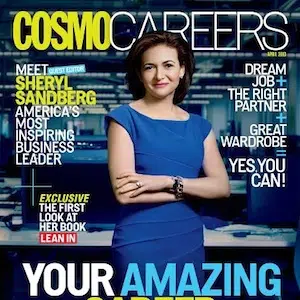 COSMOCAREERS
APRIL 2013
MEET GUEST EDITOR
SHERYL
SANDBERG
AMERICA'S
MOST
INSPIRING
BUSINESS
LEADER
DREAM
JOB +
THE RIGHT
PARTNER
+
GREAT
WARDROBE
=
YES, YOU
CAN!
EXCLUSIVE
THE FIRST
LOOK AT
HER BOOK
LEAN IN
YOUR AMAZING
CAREER